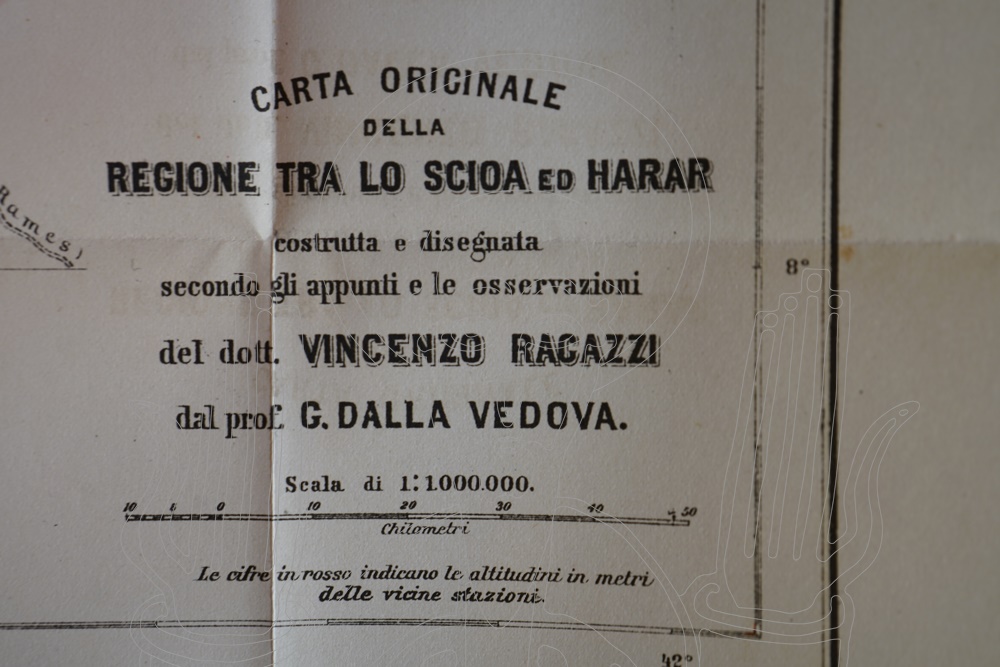 CARTA ORIGINALE
DELLA
REGIONE TRA LO SCIOA ED HARAR
costrutta e disegnata
secondo gli appunti e le osservazioni
del dott. VINCENZO RAGAZZI
dal prof. G. DALLA VEDOVA.
Scala di 1:1.000.000.
10 5 0 10 20 30 40 50
Chilometri
Le cifre in rosso indicano le altitudini in metri
delle vicine stazioni.
Rames)
8°
42°